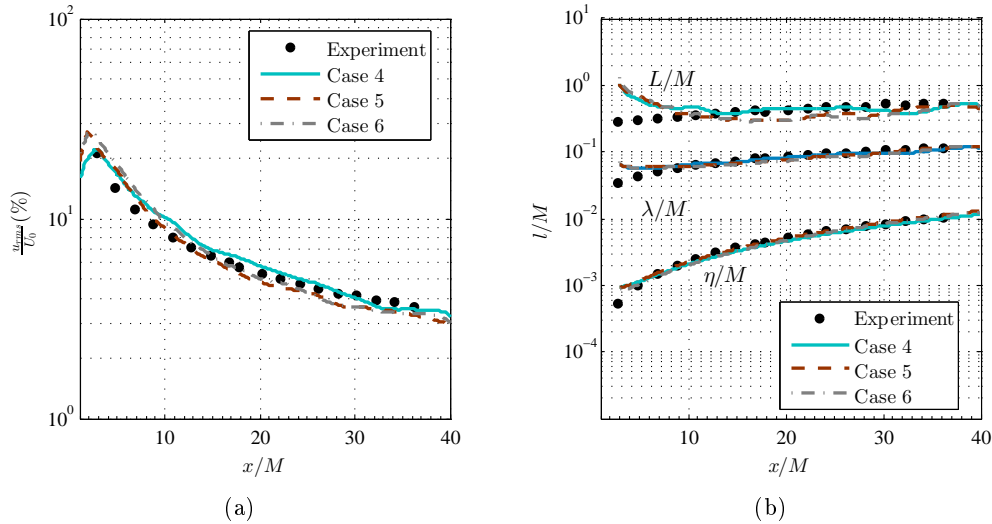 10^2
10^1
10^0
u_{rms}/U_0 (%)
Experiment
Case 4
Case 5
Case 6
10 20 30 40
x/M
(a)
10^1
10^0
10^{-1}
10^{-2}
10^{-3}
10^{-4}
l/M
L/M
λ/M
η/M
Experiment
Case 4
Case 5
Case 6
10 20 30 40
x/M
(b)